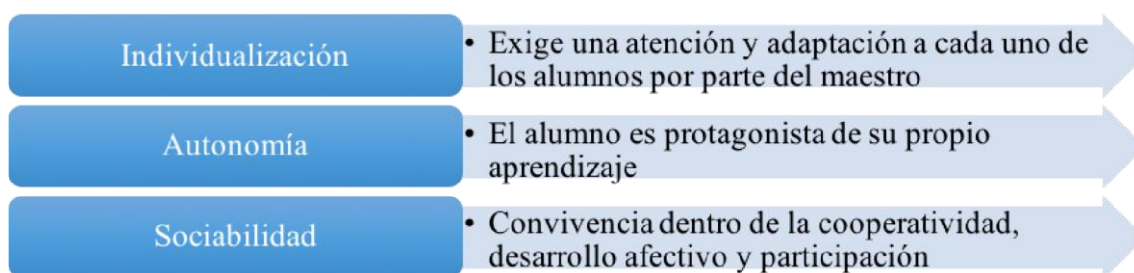 Individualización
• Exige una atención y adaptación a cada uno de
los alumnos por parte del maestro
Autonomía
• El alumno es protagonista de su propio
aprendizaje
Sociabilidad
• Convivencia dentro de la cooperatividad,
desarrollo afectivo y participación